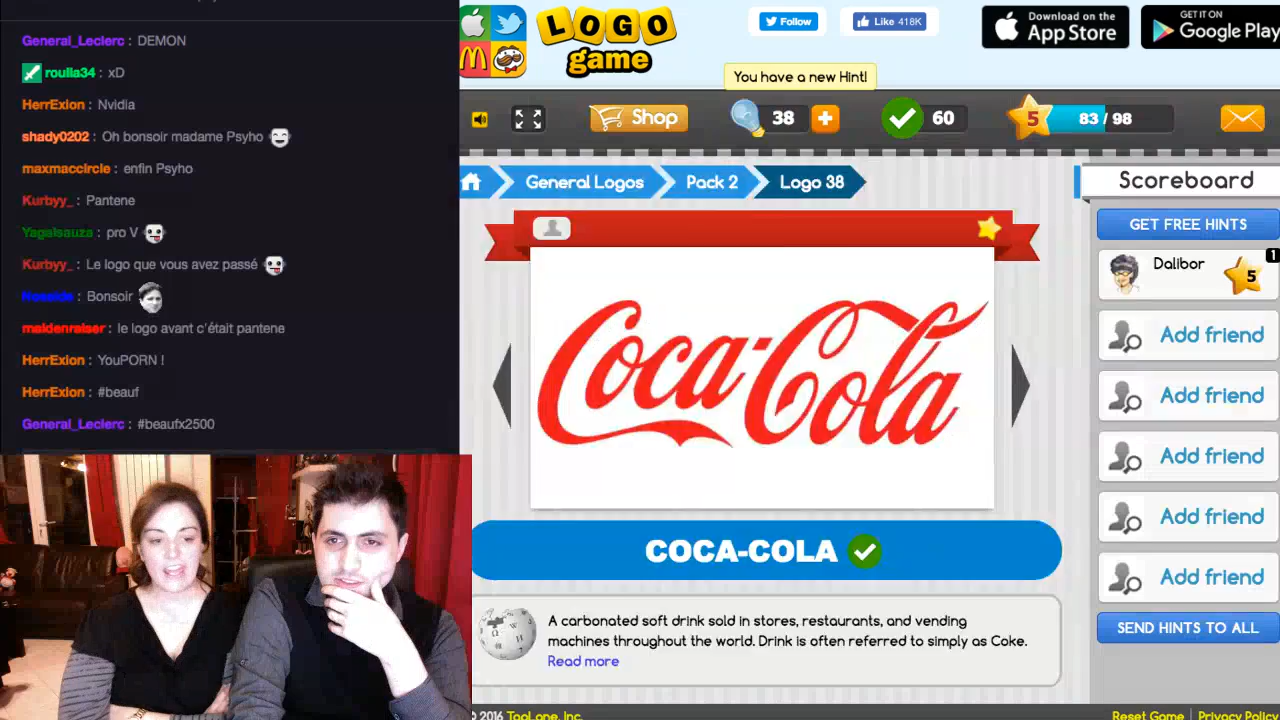 General_Leclerc : DEMON
roulla34 : xD
HerrExion : Nvidia
shady0202 : Oh bonsoir madame Psyho
maxmaccircle : enfin Psyho
Kurbyy_ : Pantene
Yagalsauza : pro V
Kurbyy_ : Le logo que vous avez passé
: Bonsoir
maidenraiser : le logo avant c'était pantene
HerrExion : YouPORN !
HerrExion : #beauf
General_Leclerc : #beaufx2500
LOGO
game
Follow
Like 418K
Download on the
App Store
GET IT ON
Google Play
You have a new Hint!
Shop
38
60
5
83 / 98
General Logos
Pack 2
Logo 38
Coca-Cola
COCA-COLA
A carbonated soft drink sold in stores, restaurants, and vending
machines throughout the world. Drink is often referred to simply as Coke.
Read more
Scoreboard
GET FREE HINTS
Dalibor
5
1
Add friend
Add friend
Add friend
Add friend
Add friend
SEND HINTS TO ALL
© 2016 TapLane, Inc.
Reset Game | Privacy Policy